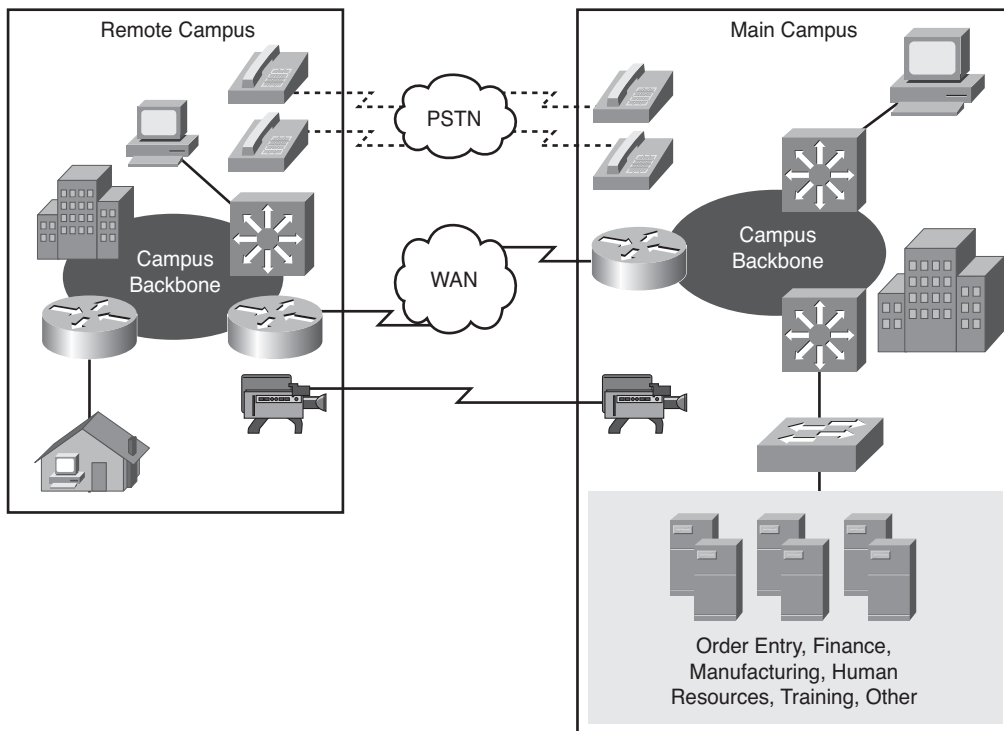 Remote Campus
Main Campus
PSTN
Campus
Backbone
WAN
Campus
Backbone
Order Entry, Finance,
Manufacturing, Human
Resources, Training, Other